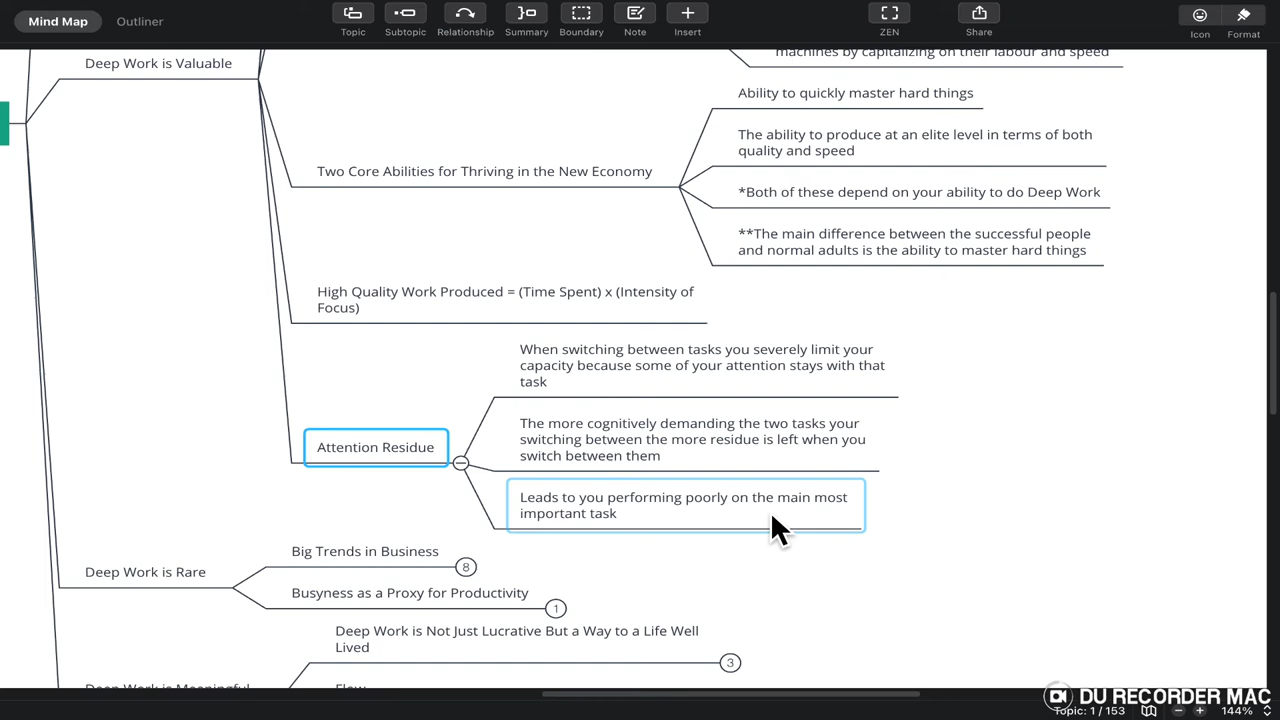 Mind Map
Outliner
Topic
Subtopic
Relationship
Summary
Boundary
Note
Insert
ZEN
Share
Icon
Format
machines by capitalizing on their labour and speed
Deep Work is Valuable
Ability to quickly master hard things
The ability to produce at an elite level in terms of both
quality and speed
Two Core Abilities for Thriving in the New Economy
*Both of these depend on your ability to do Deep Work
**The main difference between the successful people
and normal adults is the ability to master hard things
High Quality Work Produced = (Time Spent) x (Intensity of
Focus)
When switching between tasks you severely limit your
capacity because some of your attention stays with that
task
Attention Residue
The more cognitively demanding the two tasks your
switching between the more residue is left when you
switch between them
Leads to you performing poorly on the main most
important task
Deep Work is Rare
Big Trends in Business
8
Busyness as a Proxy for Productivity
1
Deep Work is Not Just Lucrative But a Way to a Life Well
Lived
3
Deep Work is Meaningful
Flow
DU RECORDER MAC
Topic: 1 / 153
144%